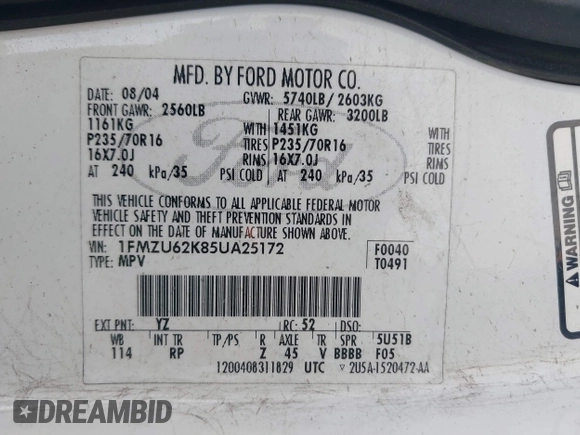 MFD. BY FORD MOTOR CO.
DATE: 08/04 GVWR: 5740LB/2603KG
FRONT GAWR: 2560LB REAR GAWR: 3200LB
1161KG WITH 1451KG WITH
P235/70R16 TIRES P235/70R16 TIRES
16X7.0J RIMS 16X7.0J RIMS
AT 240 kPa/35 PSI COLD AT 240 kPa/35 PSI COLD
THIS VEHICLE CONFORMS TO ALL APPLICABLE FEDERAL MOTOR
VEHICLE SAFETY AND THEFT PREVENTION STANDARDS IN
EFFECT ON THE DATE OF MANUFACTURE SHOWN ABOVE.
VIN: 1FMZU62K85UA25172 F0040
TYPE: MPV T0491
EXT PNT: YZ RC: 52 DSO:
WB INT TR TP/PS R AXLE TR SPR 5U51B
114 RP Z 45 V BBBB F05
1200408311829 UTC ▽ 2U5A-1520472-AA
Ford
WARNING
DREAMBID